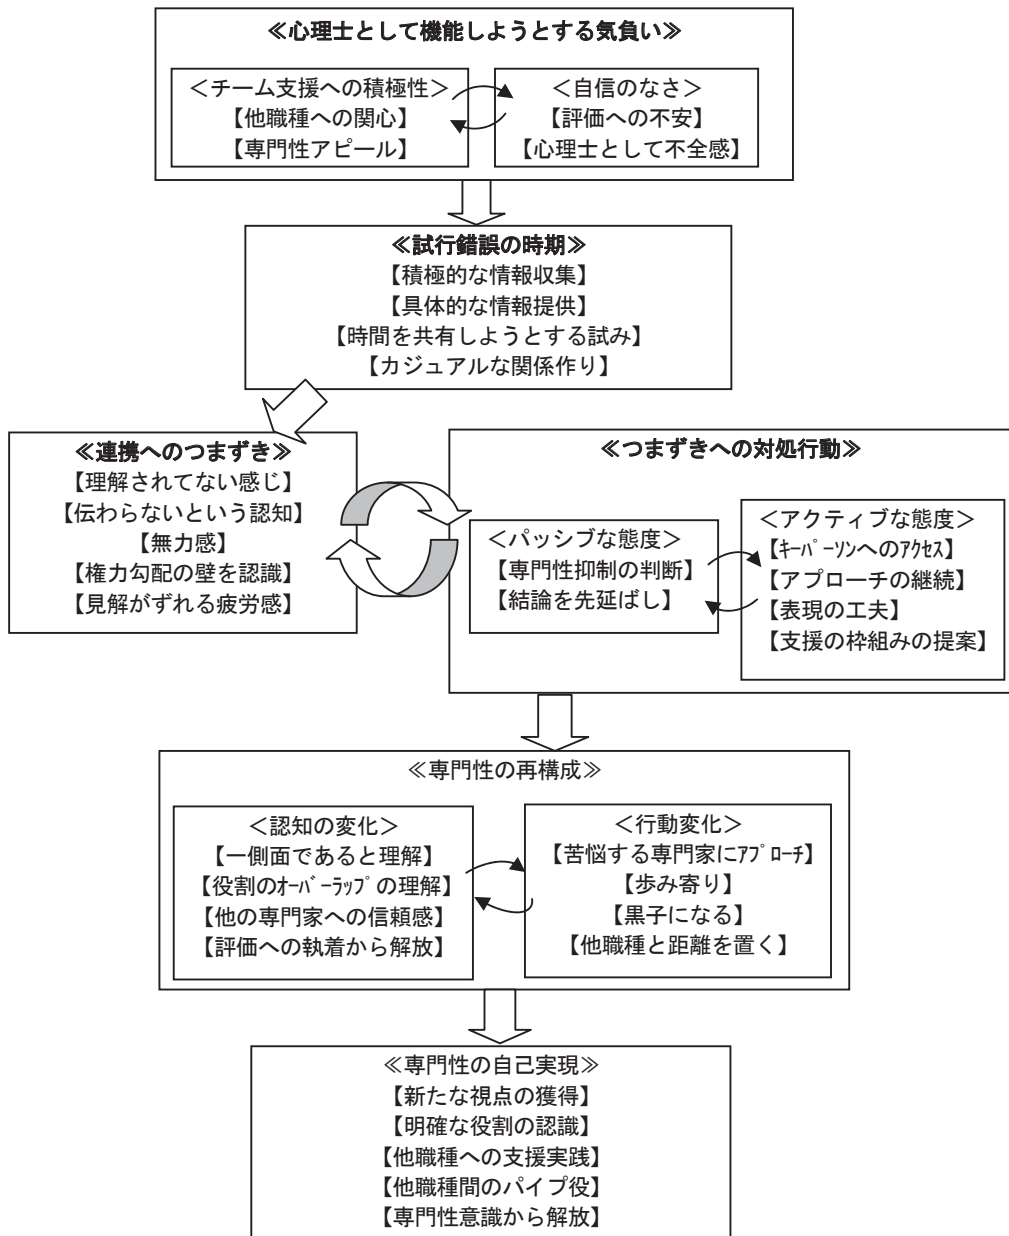 ≪心理士として機能しようとする気負い≫
＜チーム支援への積極性＞
【他職種への関心】
【専門性アピール】
＜自信のなさ＞
【評価への不安】
【心理士として不全感】
≪試行錯誤の時期≫
【積極的な情報収集】
【具体的な情報提供】
【時間を共有しようとする試み】
【カジュアルな関係作り】
≪連携へのつまずき≫
【理解されてない感じ】
【伝わらないという認知】
【無力感】
【権力勾配の壁を認識】
【見解がずれる疲労感】
≪つまずきへの対処行動≫
＜パッシブな態度＞
【専門性抑制の判断】
【結論を先延ばし】
＜アクティブな態度＞
【ｷｰﾊﾟｰソンへのｱｸｾｽ】
【アプローチの継続】
【表現の工夫】
【支援の枠組みの提案】
≪専門性の再構成≫
＜認知の変化＞
【一側面であると理解】
【役割のｵｰﾊﾞｰﾗｯﾌﾟの理解】
【他の専門家への信頼感】
【評価への執着から解放】
＜行動変化＞
【苦悩する専門家にｱﾌﾟﾛｰﾁ】
【歩み寄り】
【黒子になる】
【他職種と距離を置く】
≪専門性の自己実現≫
【新たな視点の獲得】
【明確な役割の認識】
【他職種への支援実践】
【他職種間のパイプ役】
【専門性意識から解放】